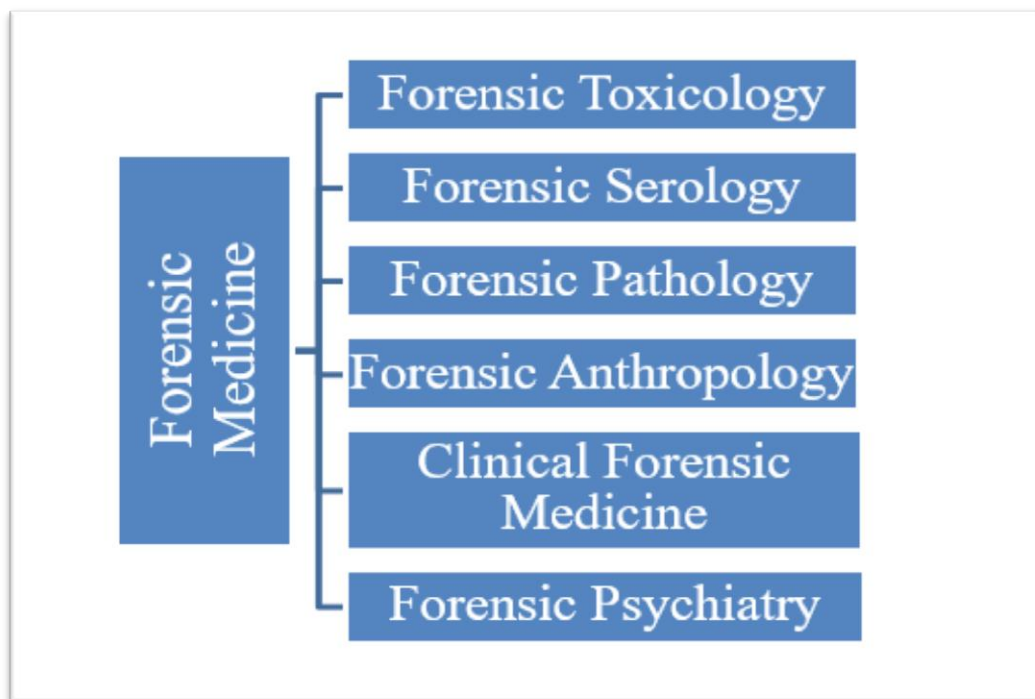 Forensic
Medicine
Forensic Toxicology
Forensic Serology
Forensic Pathology
Forensic Anthropology
Clinical Forensic
Medicine
Forensic Psychiatry